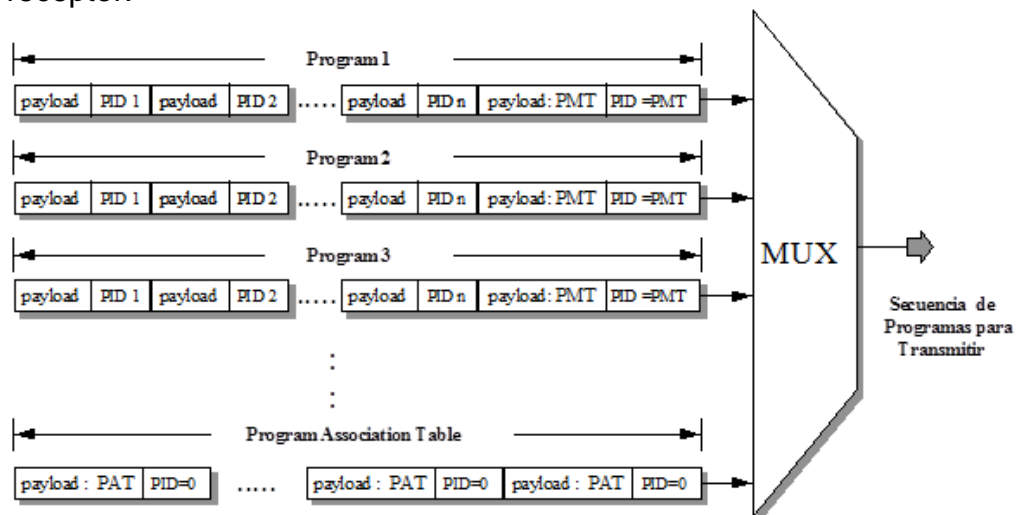 receptor.
Program 1
payload PID 1 payload PID 2 ..... payload PID n payload: PMT PID =PMT
Program 2
payload PID 1 payload PID 2 ..... payload PID n payload: PMT PID =PMT
Program 3
payload PID 1 payload PID 2 ..... payload PID n payload: PMT PID =PMT
MUX
Secuencia de
Programas para
Transmitir
Program Association Table
payload : PAT PID=0 ..... payload : PAT PID=0 payload : PAT PID=0